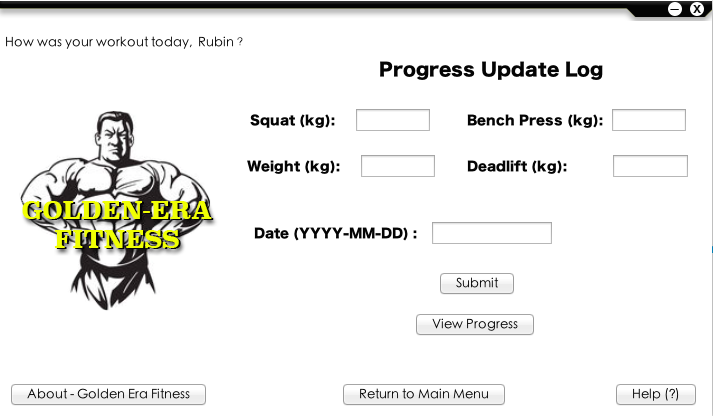 How was your workout today, Rubin ?
Progress Update Log
Squat (kg):
Bench Press (kg):
Weight (kg):
Deadlift (kg):
GOLDEN-ERA
FITNESS
Date (YYYY-MM-DD) :
Submit
View Progress
About - Golden Era Fitness
Return to Main Menu
Help (?)